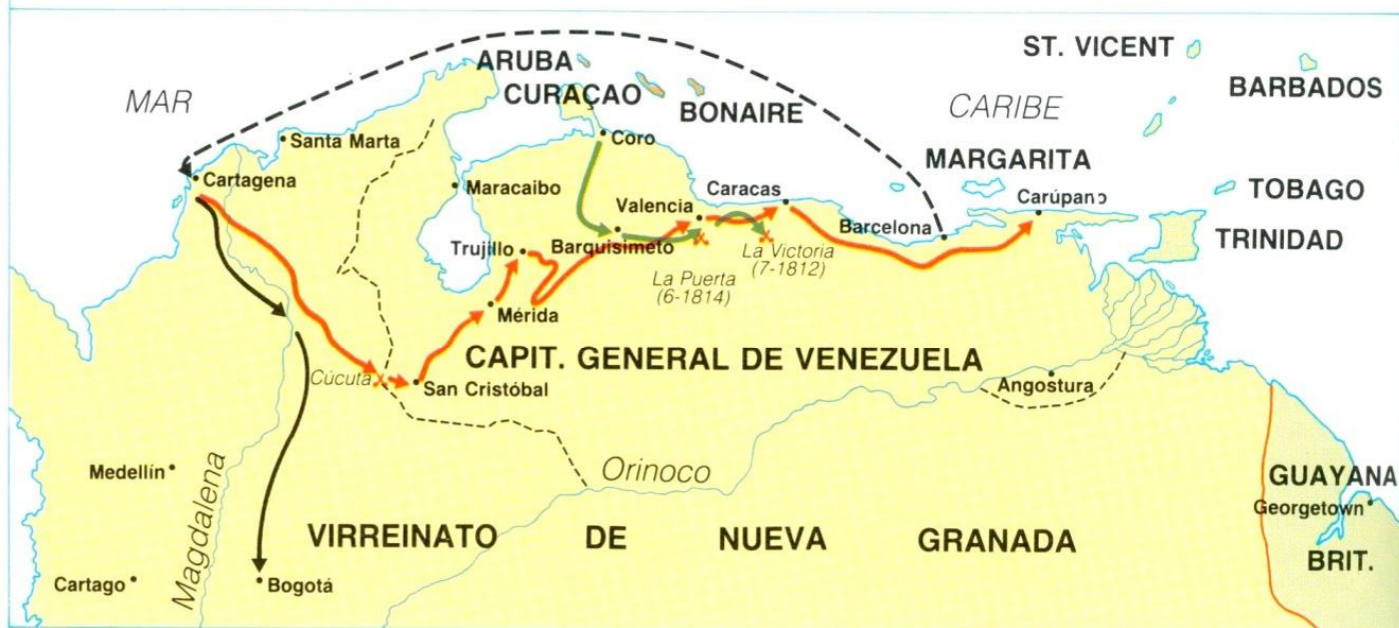 ST. VICENT
ARUBA
BARBADOS
CURAÇAO
MAR
CARIBE
BONAIRE
Santa Marta
Coro
MARGARITA
Cartagena
Maracaibo
Caracas
Carúpano
TOBAGO
Valencia
Barcelona
TRINIDAD
Trujillo
Barquisimeto
La Victoria
(7-1812)
La Puerta
(6-1814)
Mérida
CAPIT. GENERAL DE VENEZUELA
Cúcuta
San Cristóbal
Angostura
Medellín
Orinoco
GUAYANA
Georgetown
Magdalena
VIRREINATO DE NUEVA GRANADA
BRIT.
Cartago
Bogotá